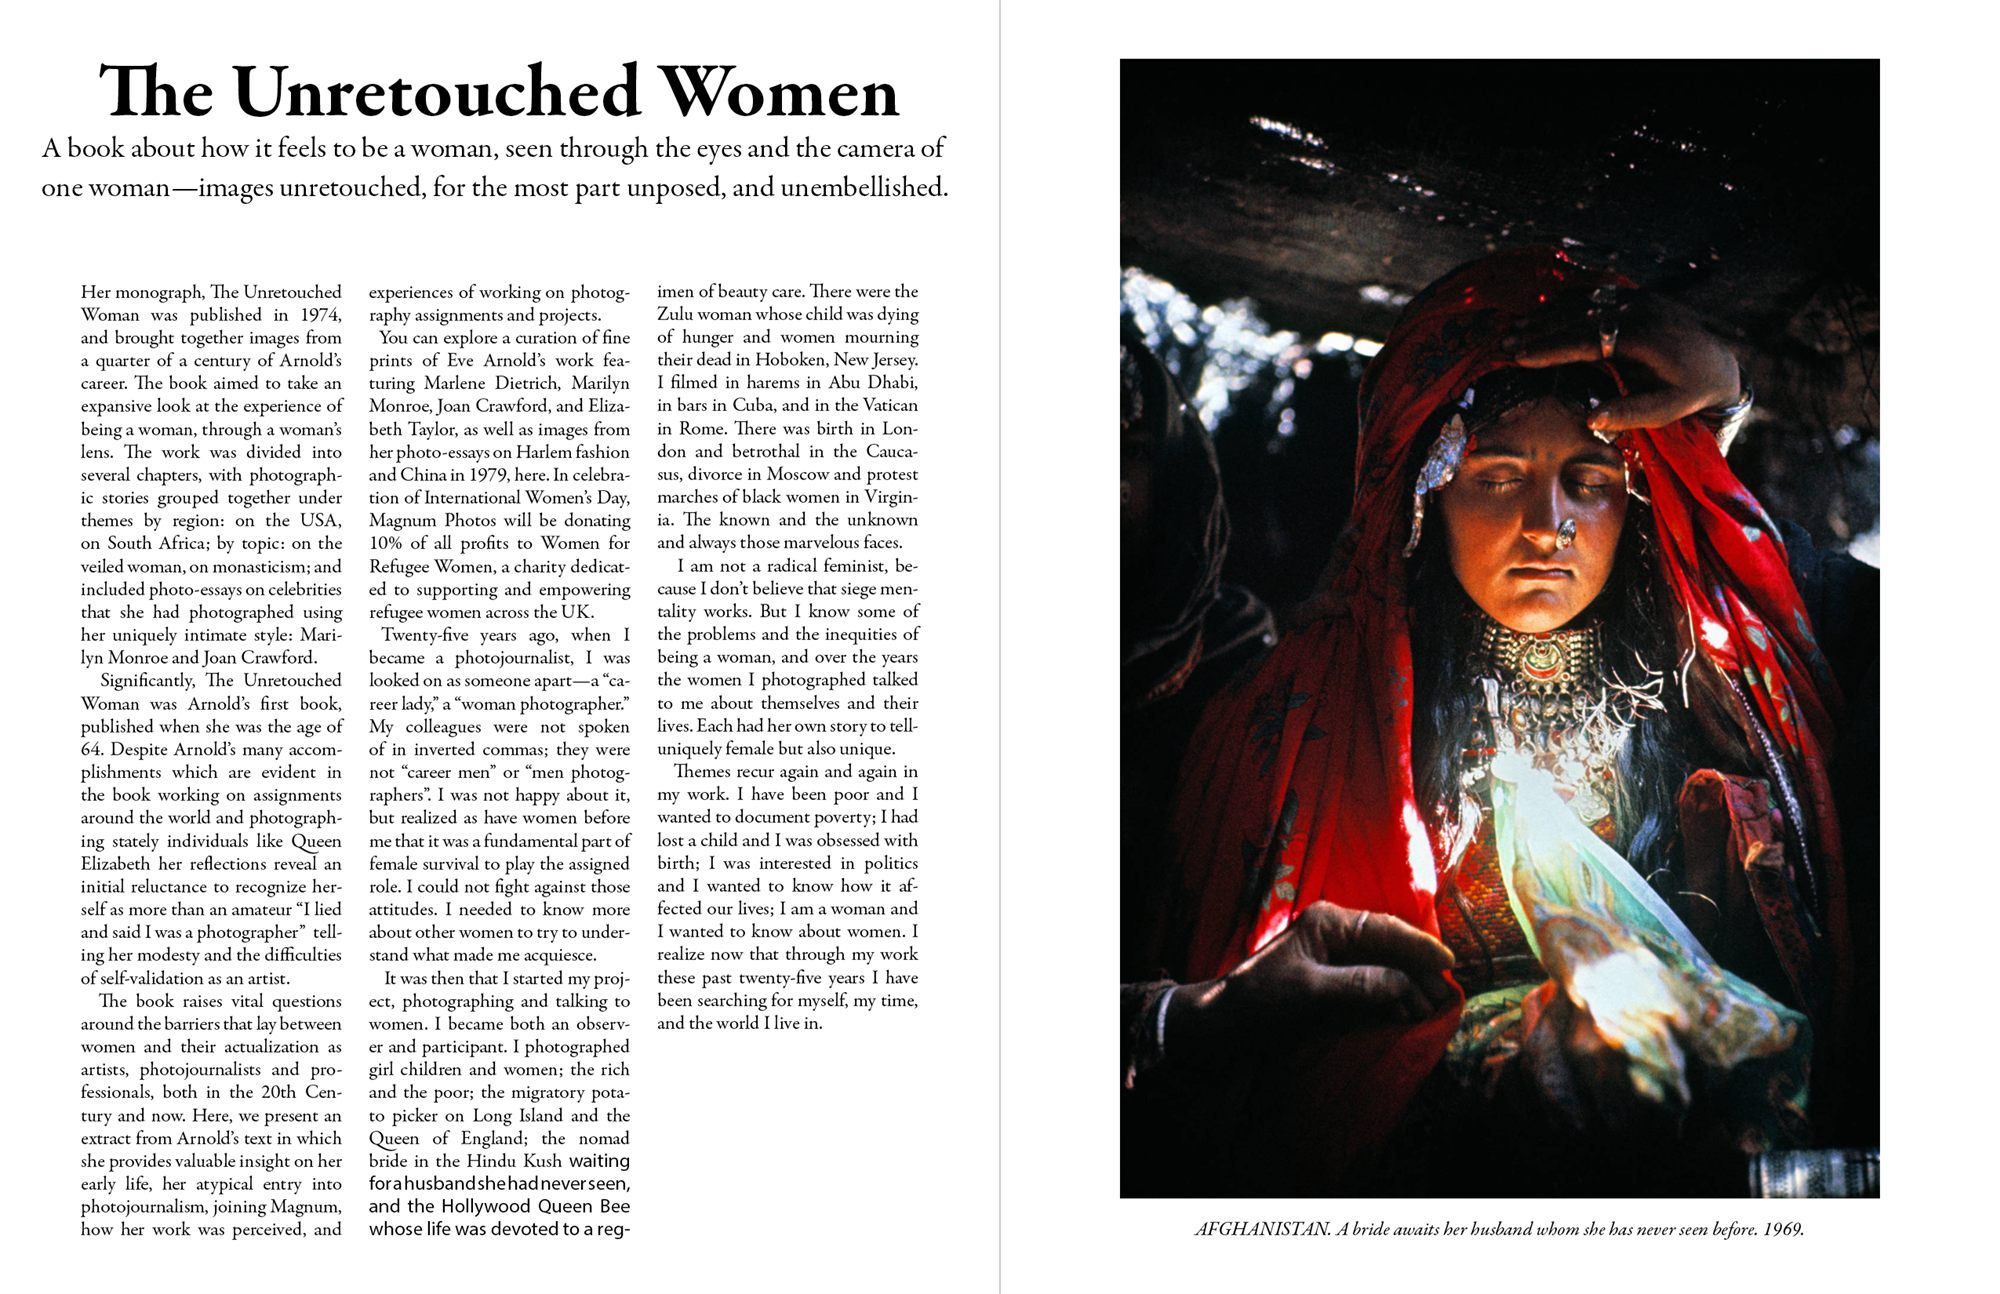 The Unretouched Women
A book about how it feels to be a woman, seen through the eyes and the camera of
one woman—images unretouched, for the most part unposed, and unembellished.
Her monograph, The Unretouched
Woman was published in 1974,
and brought together images from
a quarter of a century of Arnold's
career. The book aimed to take an
expansive look at the experience of
being a woman, through a woman's
lens. The work was divided into
several chapters, with photograph-
ic stories grouped together under
themes by region: on the USA,
on South Africa; by topic: on the
veiled woman, on monasticism; and
included photo-essays on celebrities
that she had photographed using
her uniquely intimate style: Mari-
lyn Monroe and Joan Crawford.
Significantly, The Unretouched
Woman was Arnold's first book,
published when she was the age of
64. Despite Arnold's many accom-
plishments which are evident in
the book working on assignments
around the world and photograph-
ing stately individuals like Queen
Elizabeth her reflections reveal an
initial reluctance to recognize her-
self as more than an amateur “I lied
and said I was a photographer” tell-
ing her modesty and the difficulties
of self-validation as an artist.
The book raises vital questions
around the barriers that lay between
women and their actualization as
artists, photojournalists and pro-
fessionals, both in the 20th Cen-
tury and now. Here, we present an
extract from Arnold's text in which
she provides valuable insight on her
early life, her atypical entry into
photojournalism, joining Magnum,
how her work was perceived, and
experiences of working on photog-
raphy assignments and projects.
You can explore a curation of fine
prints of Eve Arnold's work fea-
turing Marlene Dietrich, Marilyn
Monroe, Joan Crawford, and Eliza-
beth Taylor, as well as images from
her photo-essays on Harlem fashion
and China in 1979, here. In celebra-
tion of International Women's Day,
Magnum Photos will be donating
10% of all profits to Women for
Refugee Women, a charity dedicat-
ed to supporting and empowering
refugee women across the UK.
Twenty-five years ago, when I
became a photojournalist, I was
looked on as someone apart—a “ca-
reer lady,” a “woman photographer.”
My colleagues were not spoken
of in inverted commas; they were
not “career men” or “men photog-
raphers”. I was not happy about it,
but realized as have women before
me that it was a fundamental part of
female survival to play the assigned
role. I could not fight against those
attitudes. I needed to know more
about other women to try to under-
stand what made me acquiesce.
It was then that I started my proj-
ect, photographing and talking to
women. I became both an observ-
er and participant. I photographed
girl children and women; the rich
and the poor; the migratory pota-
to picker on Long Island and the
Queen of England; the nomad
bride in the Hindu Kush waiting
for a husband she had never seen,
and the Hollywood Queen Bee
whose life was devoted to a reg-
imen of beauty care. There were the
Zulu woman whose child was dying
of hunger and women mourning
their dead in Hoboken, New Jersey.
I filmed in harems in Abu Dhabi,
in bars in Cuba, and in the Vatican
in Rome. There was birth in Lon-
don and betrothal in the Cauca-
sus, divorce in Moscow and protest
marches of black women in Virgin-
ia. The known and the unknown
and always those marvelous faces.
I am not a radical feminist, be-
cause I don't believe that siege men-
tality works. But I know some of
the problems and the inequities of
being a woman, and over the years
the women I photographed talked
to me about themselves and their
lives. Each had her own story to tell-
uniquely female but also unique.
Themes recur again and again in
my work. I have been poor and I
wanted to document poverty; I had
lost a child and I was obsessed with
birth; I was interested in politics
and I wanted to know how it af-
fected our lives; I am a woman and
I wanted to know about women. I
realize now that through my work
these past twenty-five years I have
been searching for myself, my time,
and the world I live in.
AFGHANISTAN. A bride awaits her husband whom she has never seen before. 1969.